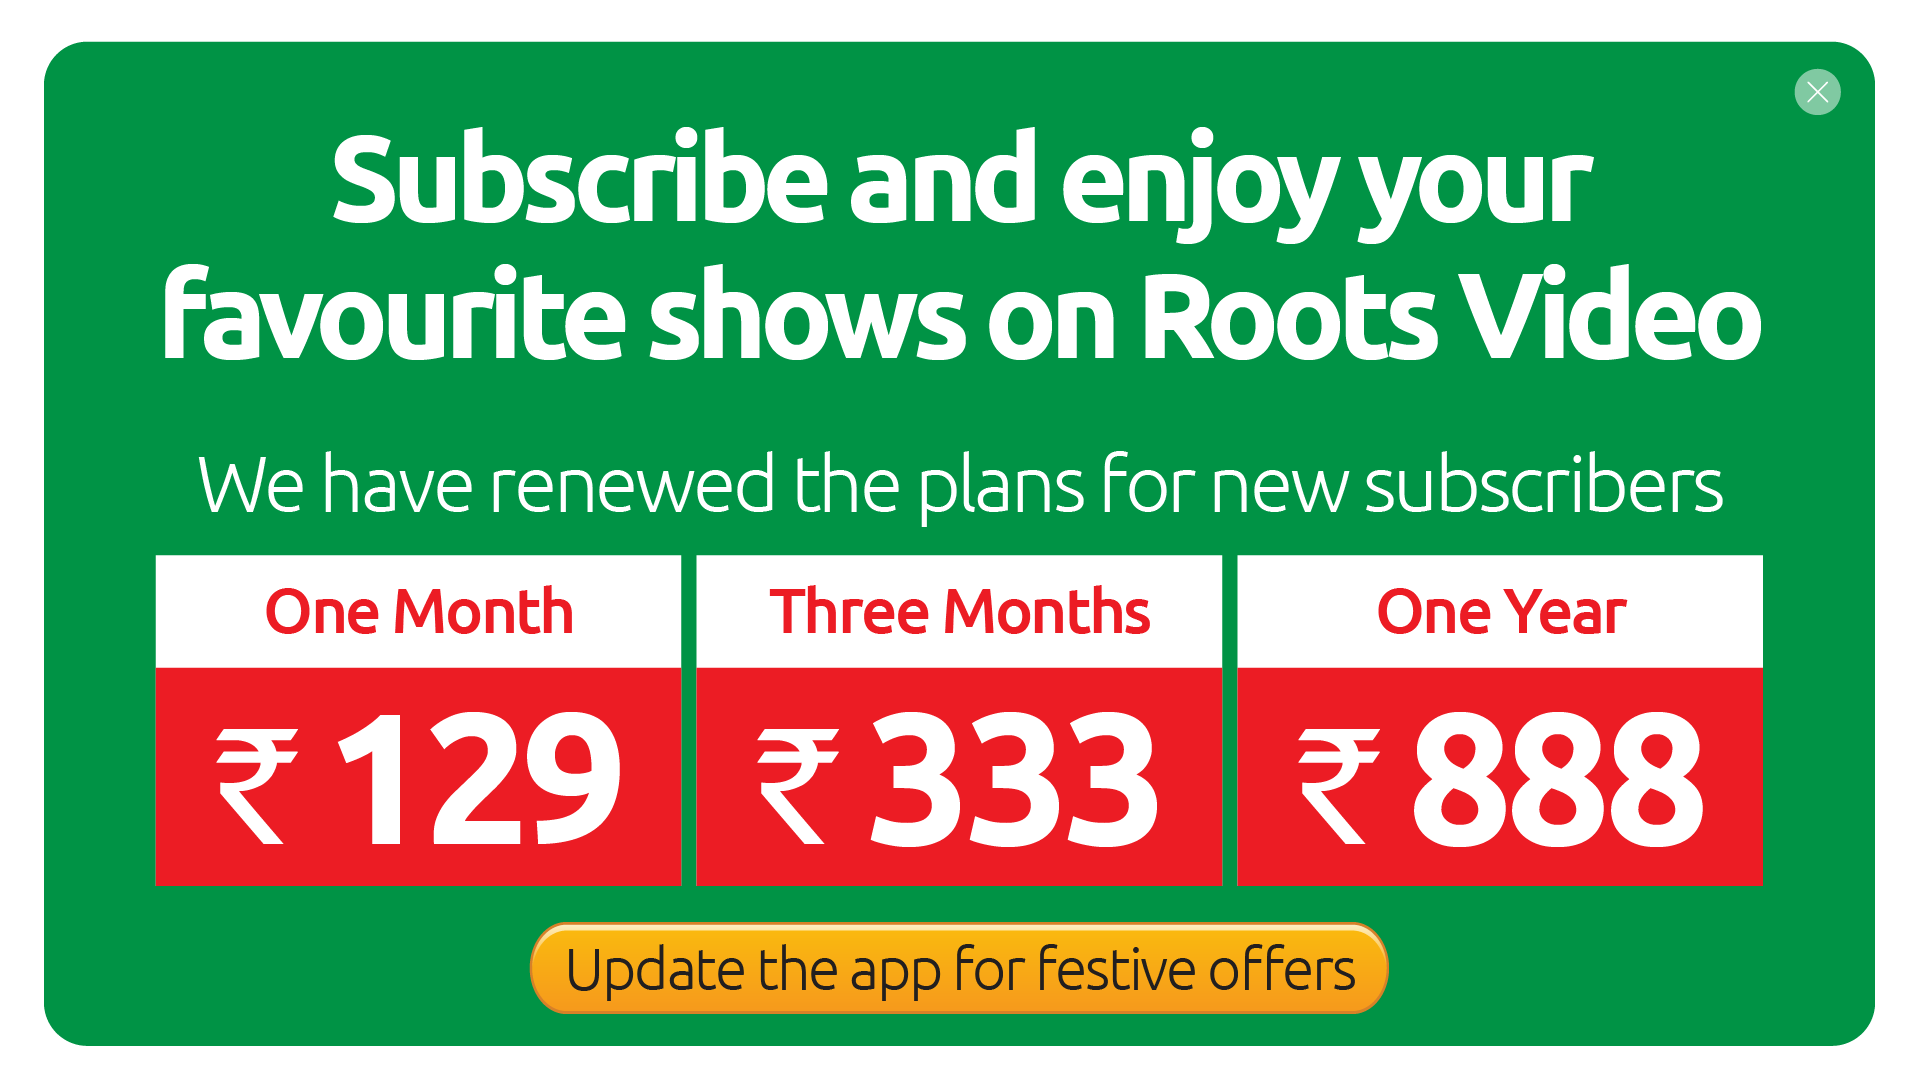 Subscribe and enjoy your
favourite shows on Roots Video
We have renewed the plans for new subscribers
One Month
₹ 129
Three Months
₹ 333
One Year
₹ 888
Update the app for festive offers